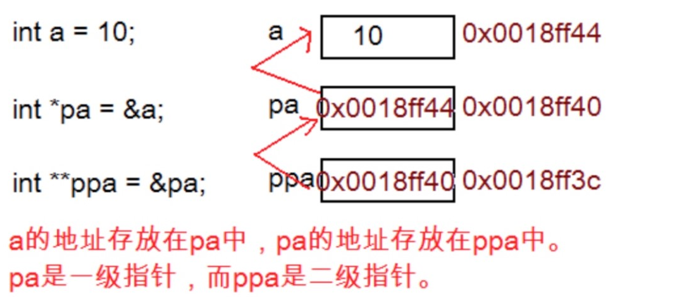 int a = 10; a 10 0x0018ff44
int *pa = &a; pa 0x0018ff44 0x0018ff40
int **ppa = &pa; ppa 0x0018ff40 0x0018ff3c
a的地址存放在pa中，pa的地址存放在ppa中。
pa是一级指针，而ppa是二级指针。